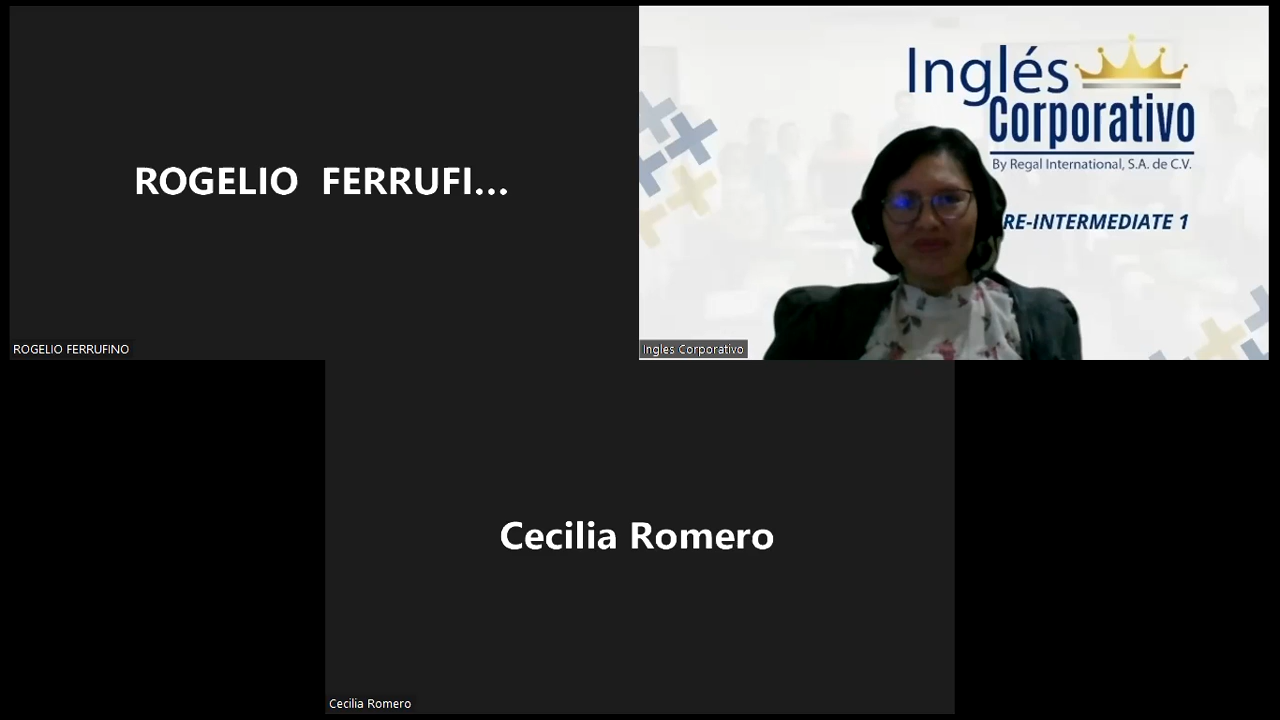 ROGELIO FERRUFI...
ROGELIO FERRUFINO
Inglés
Corporativo
By Regal International, S.A. de C.V.
RE-INTERMEDIATE 1
Ingles Corporativo
Cecilia Romero
Cecilia Romero